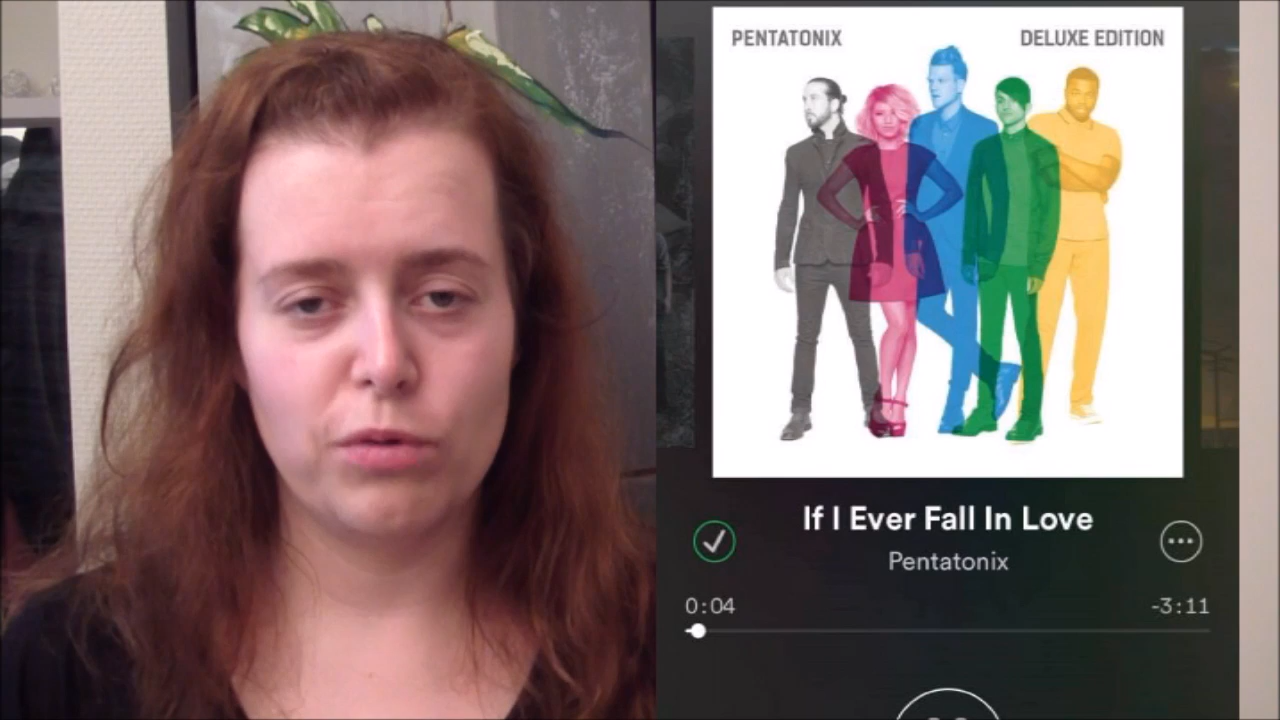 PENTATONIX DELUXE EDITION
If I Ever Fall In Love
Pentatonix
0:04 -3:11